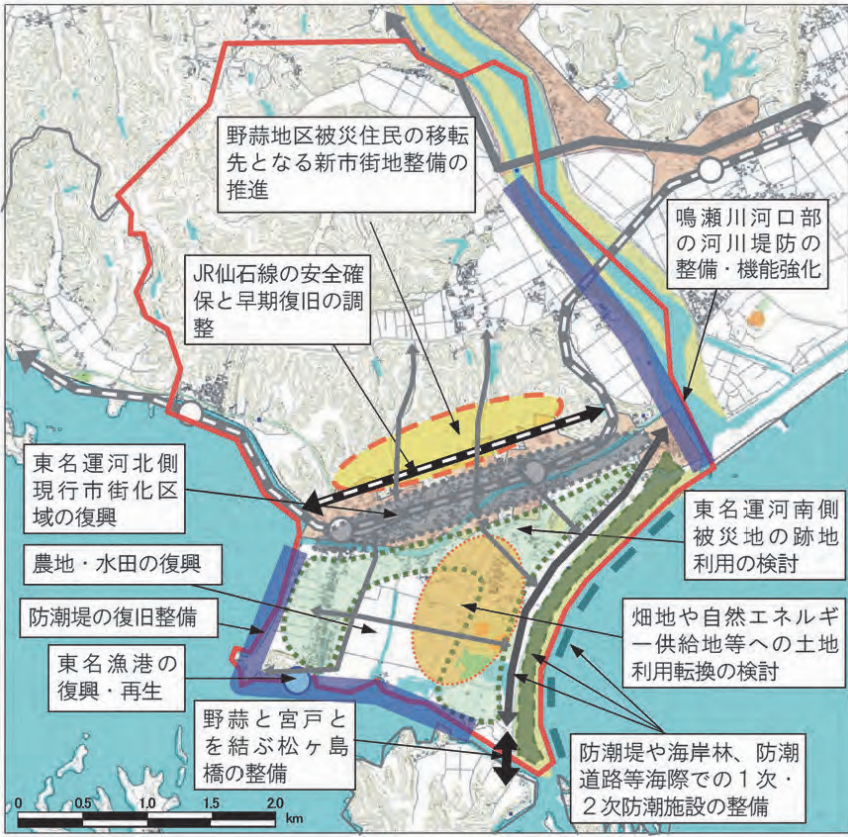 野蒜地区被災住民の移転
先となる新市街地整備の
推進
鳴瀬川河口部
の河川堤防の
整備・機能強化
JR仙石線の安全確
保と早期復旧の調
整
東名運河北側
現行市街化区
域の復興
東名運河南側
被災地の跡地
利用の検討
農地・水田の復興
防潮堤の復旧整備
畑地や自然エネルギ
ー供給地等への土地
利用転換の検討
東名漁港の
復興・再生
野蒜と宮戸と
を結ぶ松ヶ島
橋の整備
防潮堤や海岸林、防潮
道路等海際での1次・
2次防潮施設の整備
0 0.5 1.0 1.5 2.0
km